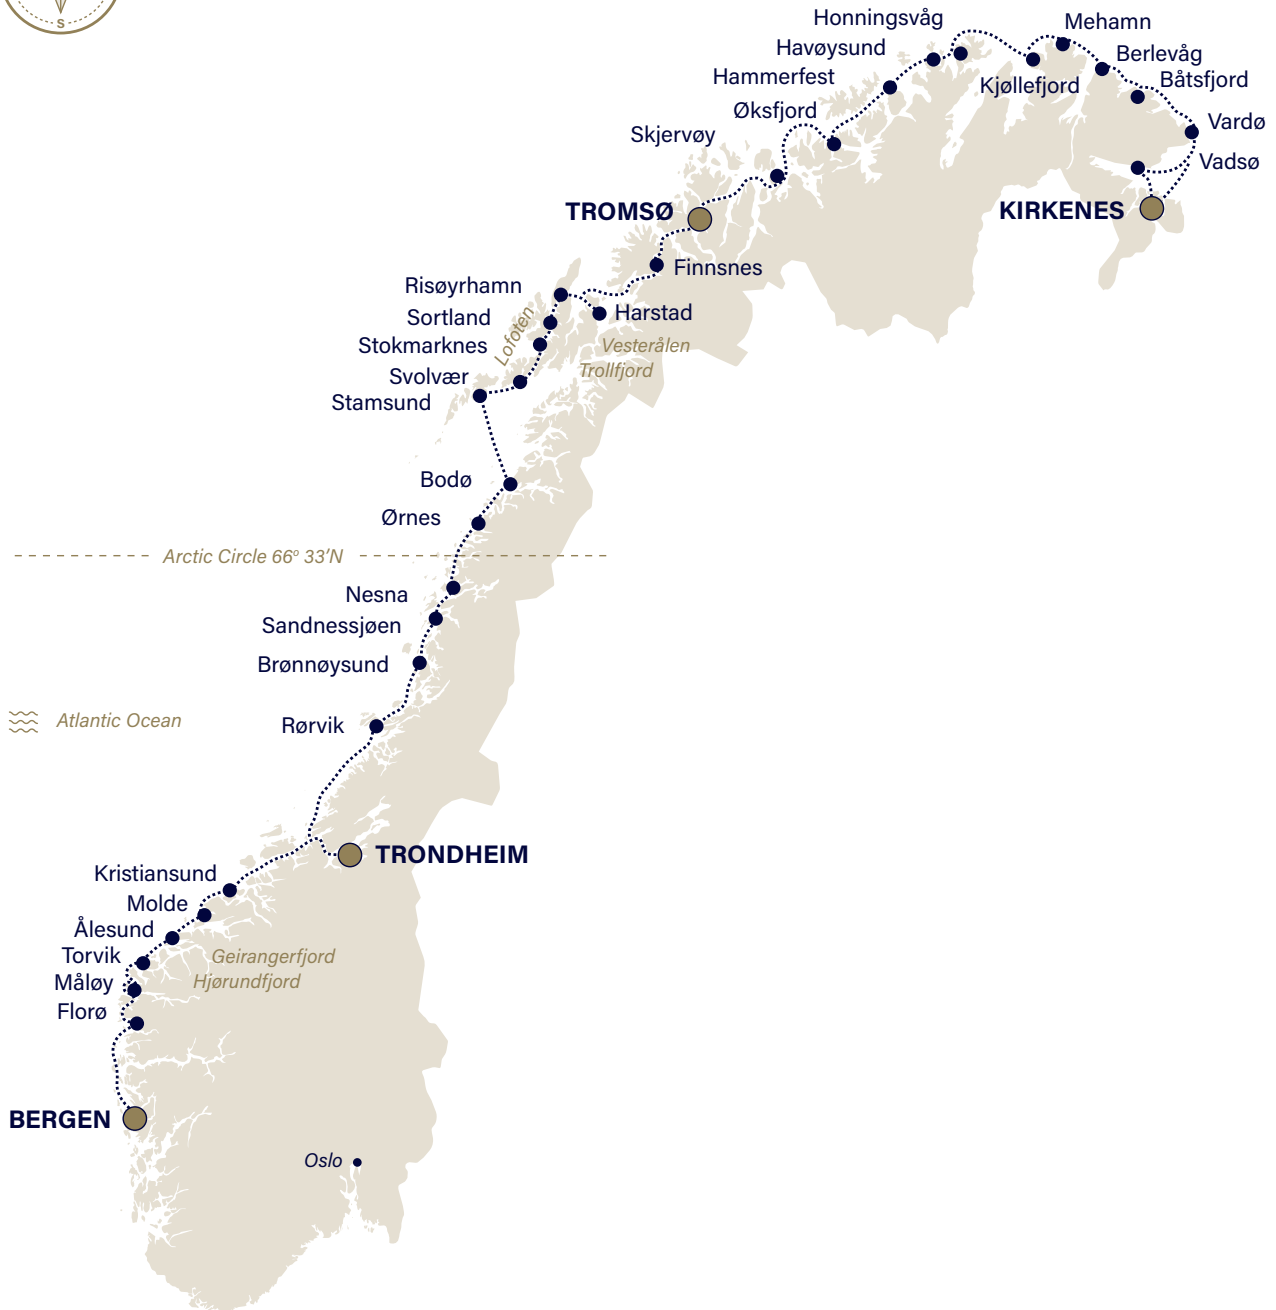 S
Honningsvåg
Mehamn
Havøysund
Berlevåg
Hammerfest
Kjøllefjord
Båtsfjord
Øksfjord
Vardø
Skjervøy
Vadsø
TROMSØ
KIRKENES
Finnsnes
Risøyrhamn
Harstad
Sortland
Lofoten
Stokmarknes
Vesterålen
Trollfjord
Svolvær
Stamsund
Bodø
Ørnes
Arctic Circle 66º 33’N
Nesna
Sandnessjøen
Brønnøysund
Atlantic Ocean
Rørvik
TRONDHEIM
Kristiansund
Molde
Ålesund
Torvik
Geirangerfjord
Måløy
Hjørundfjord
Florø
BERGEN
Oslo